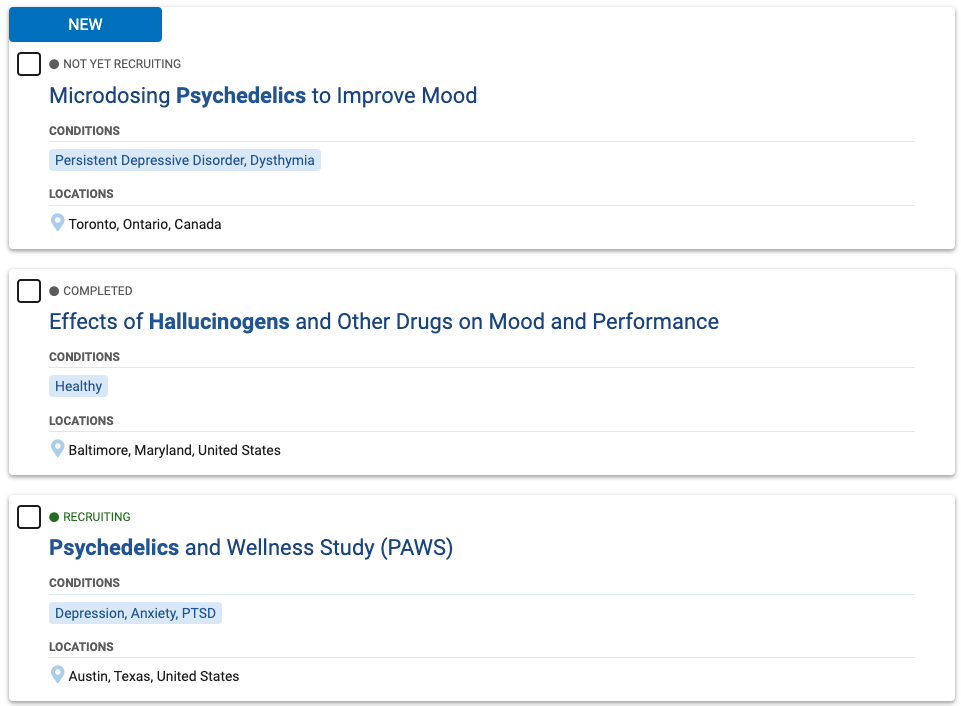 NEW
NOT YET RECRUITING
Microdosing Psychedelics to Improve Mood
CONDITIONS
Persistent Depressive Disorder, Dysthymia
LOCATIONS
Toronto, Ontario, Canada
COMPLETED
Effects of Hallucinogens and Other Drugs on Mood and Performance
CONDITIONS
Healthy
LOCATIONS
Baltimore, Maryland, United States
RECRUITING
Psychedelics and Wellness Study (PAWS)
CONDITIONS
Depression, Anxiety, PTSD
LOCATIONS
Austin, Texas, United States